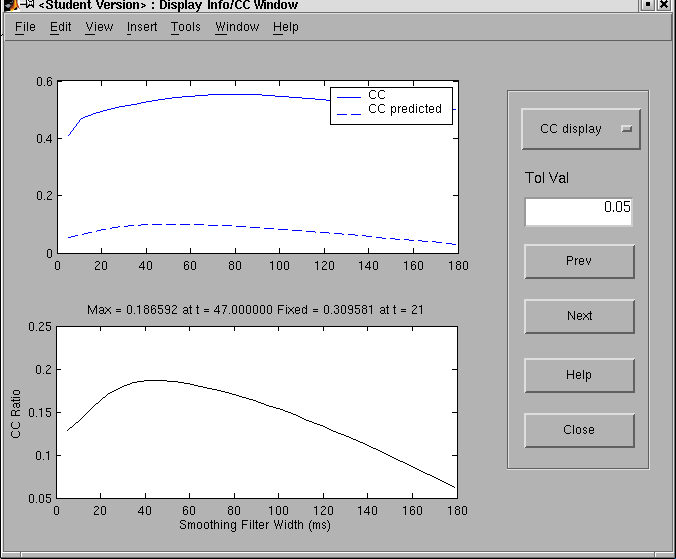 <Student Version> : Display Info/CC Window
File Edit View Insert Tools Window Help
0.6
0.4
0.2
0
0 20 40 60 80 100 120 140 160 180
CC
CC predicted
Max = 0.186592 at t = 47.000000 Fixed = 0.309581 at t = 21
0.25
0.2
0.15
0.1
0.05
CC Ratio
0 20 40 60 80 100 120 140 160 180
Smoothing Filter Width (ms)
CC display
Tol Val
0.05
Prev
Next
Help
Close